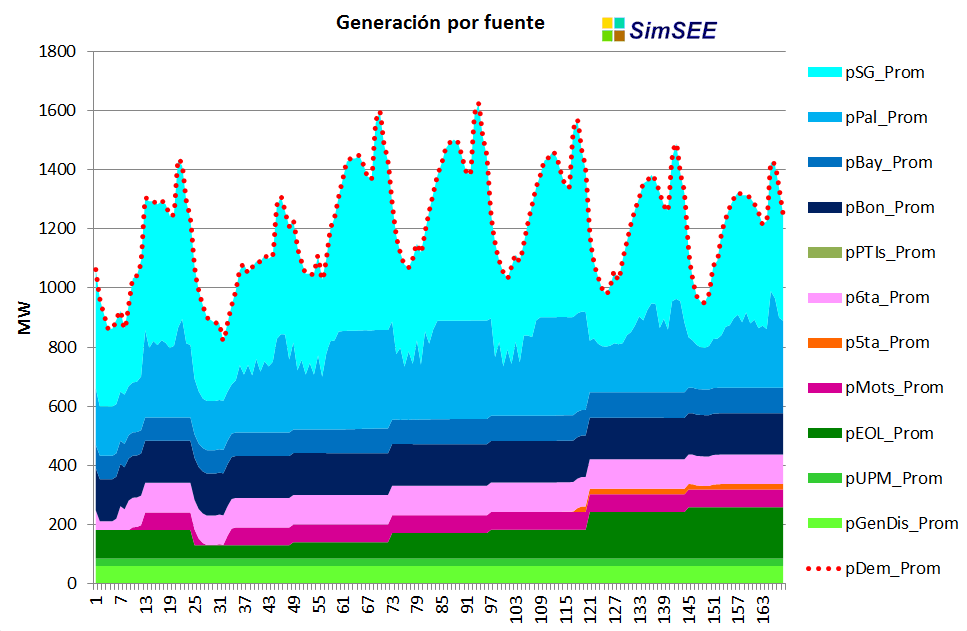 Generación por fuente
SimSEE
MW
1800
1600
1400
1200
1000
800
600
400
200
0
1 7 13 19 25 31 37 43 49 55 61 67 73 79 85 91 97 103 109 115 121 127 133 139 145 151 157 163
pSG_Prom
pPal_Prom
pBay_Prom
pBon_Prom
pPTIs_Prom
p6ta_Prom
p5ta_Prom
pMots_Prom
pEOL_Prom
pUPM_Prom
pGenDis_Prom
pDem_Prom